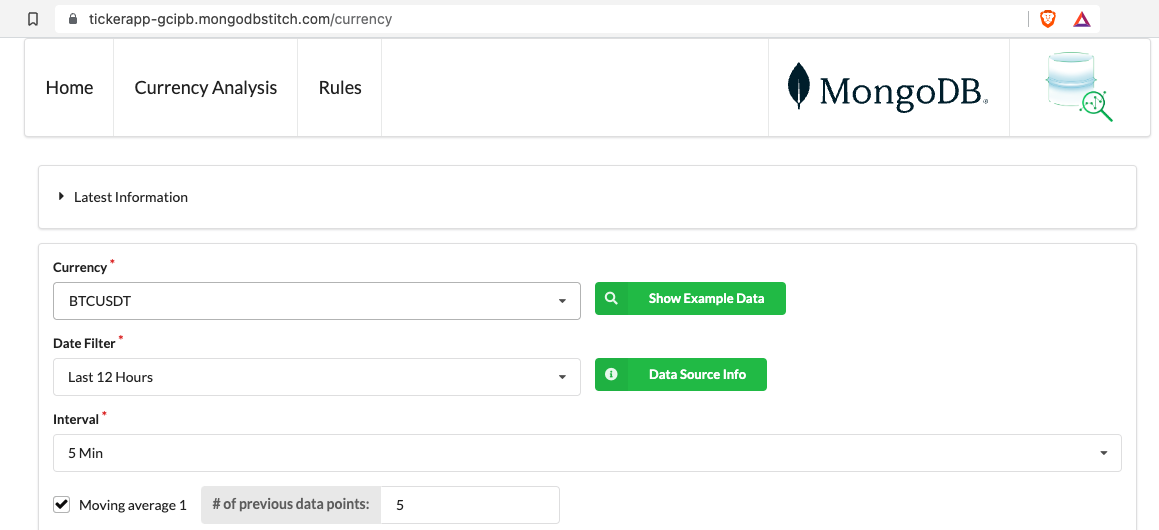 tickerapp-gcipb.mongodbstitch.com/currency
Home Currency Analysis Rules MongoDB®
Latest Information
Currency *
BTCUSDT Show Example Data
Date Filter *
Last 12 Hours Data Source Info
Interval *
5 Min
Moving average 1 # of previous data points: 5